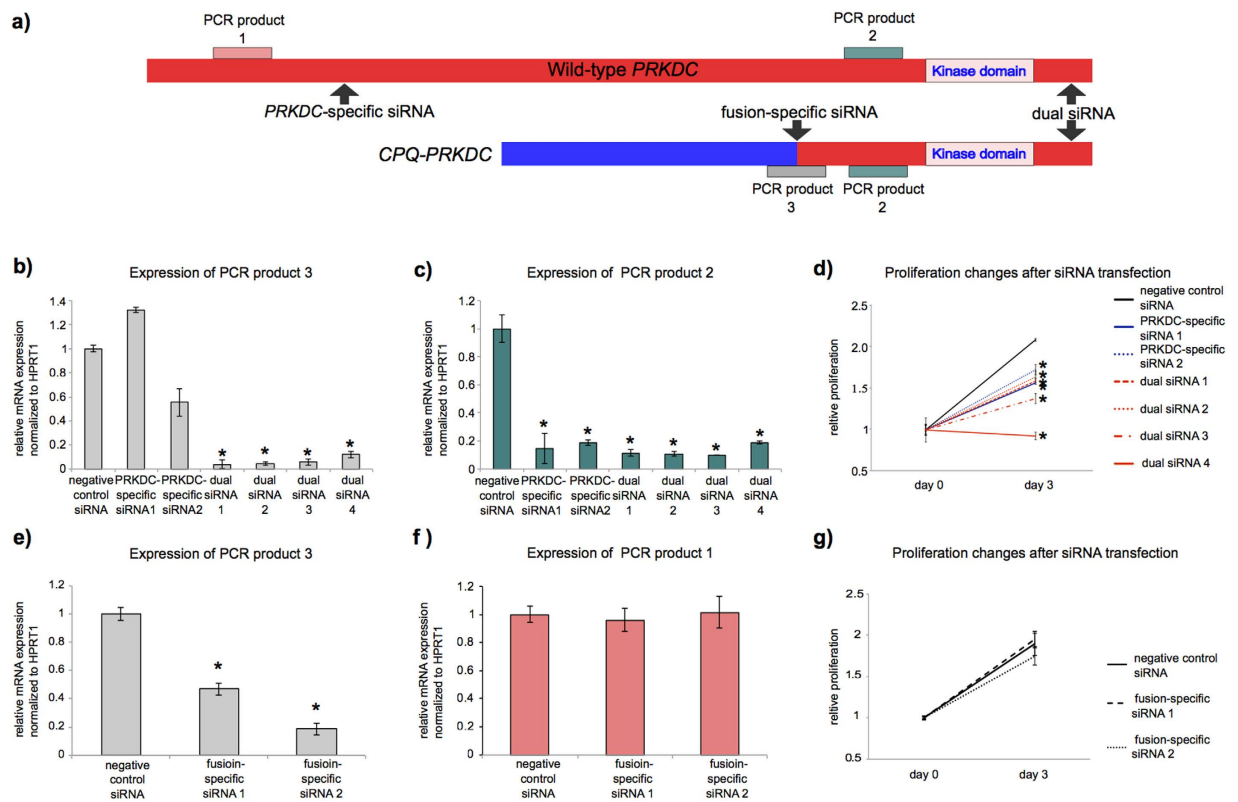 a)
PCR product
1
PCR product
2
Wild-type PRKDC
Kinase domain
PRKDC-specific siRNA
fusion-specific siRNA
dual siRNA
CPQ-PRKDC
Kinase domain
PCR product
3
PCR product
2
b)
Expression of PCR product 3
relative mRNA expression
normalized to HPRT1
1.4
1.2
1
0.8
0.6
0.4
0.2
0
* * * *
negative
control
siRNA
PRKDC-
specific
siRNA1
PRKDC-
specific
siRNA2
dual
siRNA
1
dual
siRNA
2
dual
siRNA
3
dual
siRNA
4
c)
Expression of PCR product 2
relative mRNA expression
normalized to HPRT1
1.2
1
0.8
0.6
0.4
0.2
0
* * * * * *
negative
control
siRNA
PRKDC-
specific
siRNA1
PRKDC-
specific
siRNA2
dual
siRNA
1
dual
siRNA
2
dual
siRNA
3
dual
siRNA
4
d)
Proliferation changes after siRNA transfection
relative proliferation
2.5
2.0
1.5
1
0.5
*
*
*
*
*
*
day 0
day 3
negative control
siRNA
PRKDC-specific
siRNA 1
PRKDC-specific
siRNA 2
dual siRNA 1
dual siRNA 2
dual siRNA 3
dual siRNA 4
e)
Expression of PCR product 3
relative mRNA expression
normalized to HPRT1
1.2
1
0.8
0.6
0.4
0.2
0
* *
negative
control
siRNA
fusioin-
specific
siRNA 1
fusioin-
specific
siRNA 2
f )
Expression of PCR product 1
relative mRNA expression
normalized to HPRT1
1.2
1
0.8
0.6
0.4
0.2
0
negative
control
siRNA
fusioin-
specific
siRNA 1
fusioin-
specific
siRNA 2
g)
Proliferation changes after siRNA transfection
reltive proliferation
2.5
2
1.5
1
0.5
day 0
day 3
negative control
siRNA
fusion-specific
siRNA 1
fusion-specific
siRNA 2